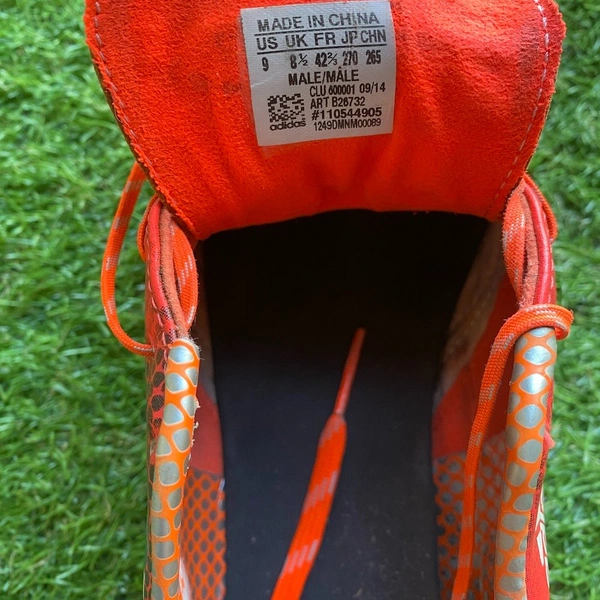 MADE IN CHINA
US UK FR JP CHN
9 8½ 42⅔ 270 265
MALE/MÂLE
CLU 600001 09/14
ART B26732
#110544905
adidas 1249DMNM00089